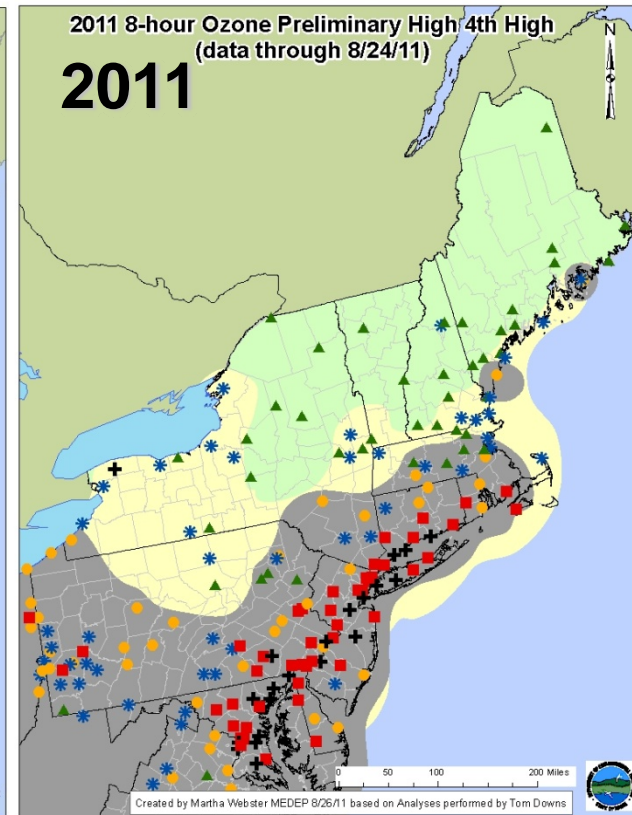 2011 8-hour Ozone Preliminary High 4th High
(data through 8/24/11)
2011
N
0 50 100 200 Miles
Created by Martha Webster MEDEP 8/26/11 based on Analyses performed by Tom Downs